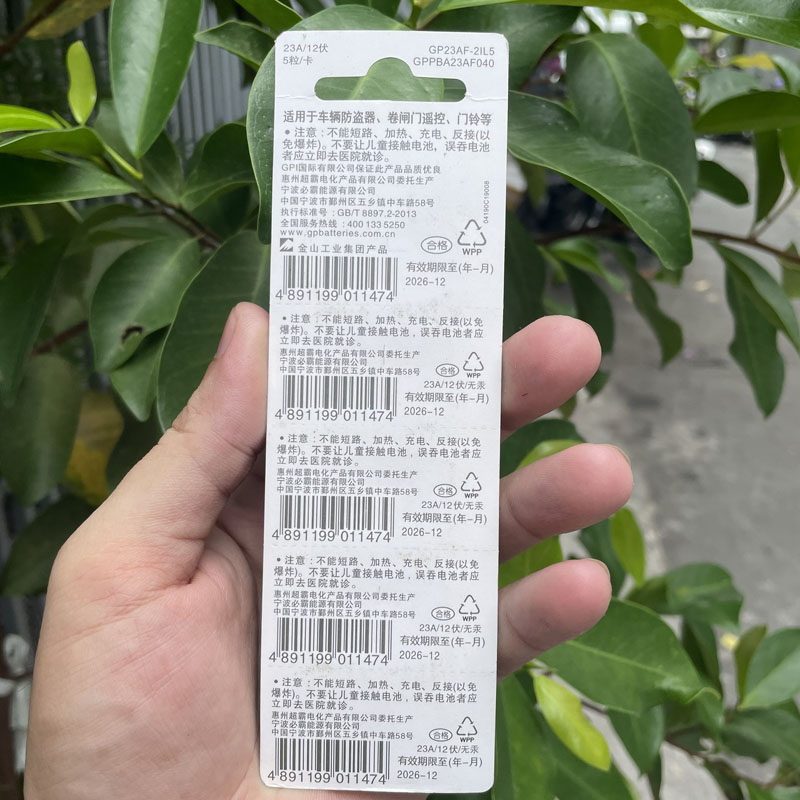 23A/12伏
GP23AF-2IL5
5粒/卡
GPPBA23AF040
适用于车辆防盗器、卷闸门遥控、门铃等
•注意：不能短路、加热、充电、反接(以
免爆炸)。不要让儿童接触电池，误吞电池
者应立即去医院就诊。
GPI国际有限公司保证此产品品质优良
惠州超霸电化产品有限公司委托生产
宁波必霸能源有限公司
中国宁波市鄞州区五乡镇中车路58号
执行标准号：GB/T 8897.2-2013
全国服务热线：400 133 5250
www.gpbatteries.com.cn
04190C19008
金山工业集团产品
合格
WPP
有效期限至(年-月)
2026-12
4 891199 011474
•注意：不能短路、加热、充电、反接(以免
爆炸)。不要让儿童接触电池，误吞电池者应
立即去医院就诊。
惠州超霸电化产品有限公司委托生产
宁波必霸能源有限公司
中国宁波市鄞州区五乡镇中车路58号
合格
WPP
23A/12伏/无汞
有效期限至(年-月)
2026-12
4 891199 011474
•注意：不能短路、加热、充电、反接(以免
爆炸)。不要让儿童接触电池，误吞电池者应
立即去医院就诊。
惠州超霸电化产品有限公司委托生产
宁波必霸能源有限公司
中国宁波市鄞州区五乡镇中车路58号
合格
WPP
23A/12伏/无汞
有效期限至(年-月)
2026-12
4 891199 011474
•注意：不能短路、加热、充电、反接(以免
爆炸)。不要让儿童接触电池，误吞电池者应
立即去医院就诊。
惠州超霸电化产品有限公司委托生产
宁波必霸能源有限公司
中国宁波市鄞州区五乡镇中车路58号
合格
WPP
23A/12伏/无汞
有效期限至(年-月)
2026-12
4 891199 011474
•注意：不能短路、加热、充电、反接(以免
爆炸)。不要让儿童接触电池，误吞电池者应
立即去医院就诊。
惠州超霸电化产品有限公司委托生产
宁波必霸能源有限公司
中国宁波市鄞州区五乡镇中车路58号
合格
WPP
23A/12伏/无汞
有效期限至(年-月)
2026-12
4 891199 011474